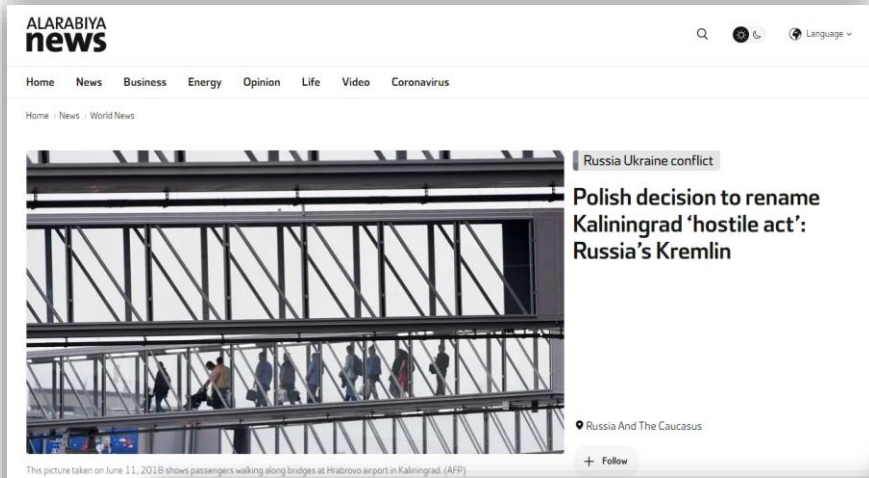 ALARABIYA
news
Language
Home News Business Energy Opinion Life Video Coronavirus
Home / News / World News
Russia Ukraine conflict
Polish decision to rename
Kaliningrad ‘hostile act’:
Russia’s Kremlin
Russia And The Caucasus
+ Follow
This picture taken on June 11, 2018 shows passengers walking along bridges at Hrabrovo airport in Kaliningrad. (AFP)